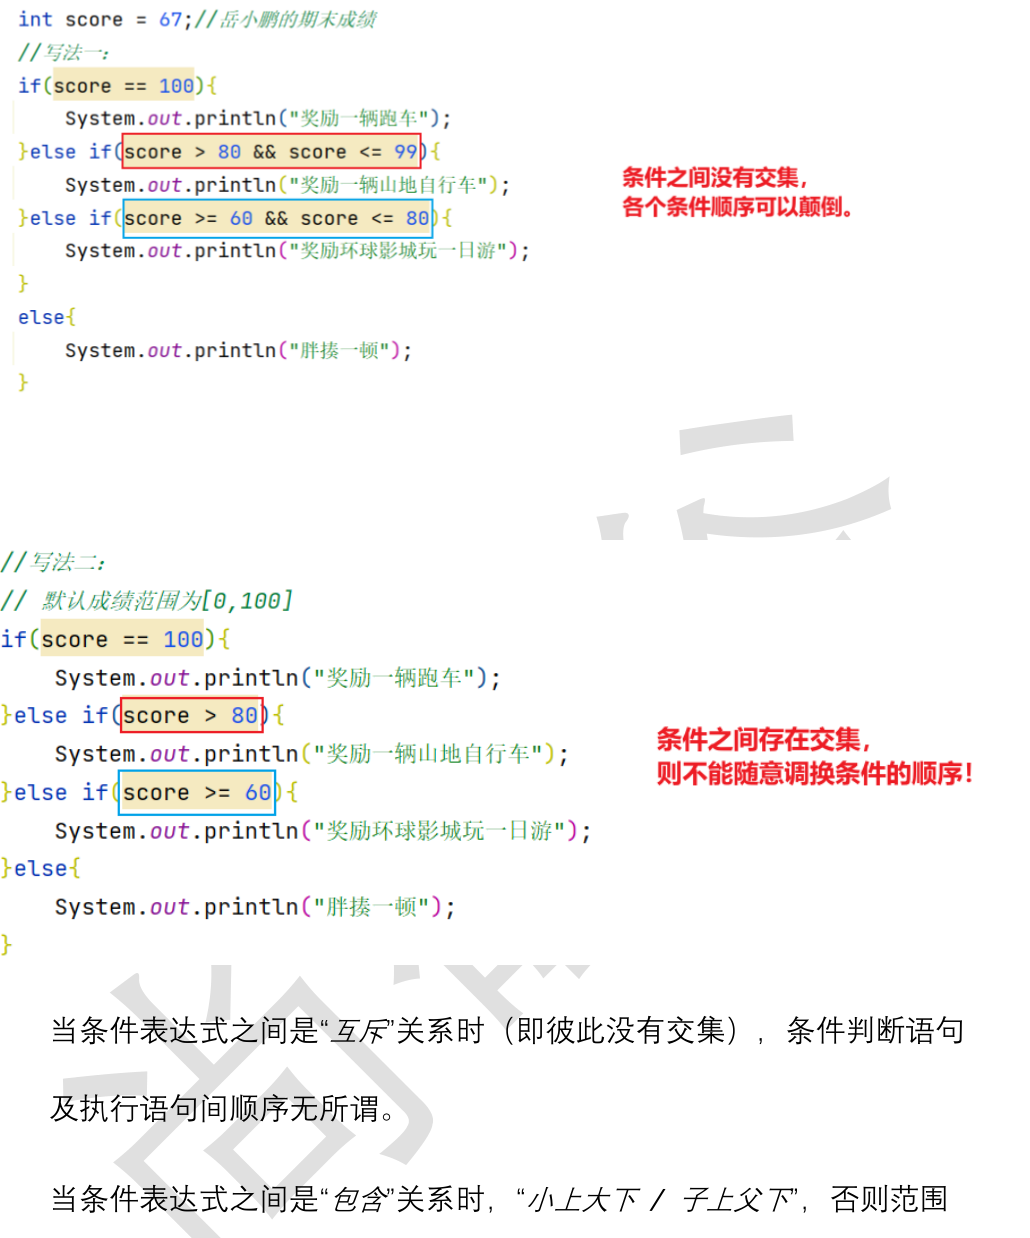 int score = 67;//岳小鹏的期末成绩
//写法一：
if(score == 100){
System.out.println("奖励一辆跑车");
}else if(score > 80 && score <= 99){
System.out.println("奖励一辆山地自行车");
条件之间没有交集，
各个条件顺序可以颠倒。
}else if(score >= 60 && score <= 80){
System.out.println("奖励环球影城玩一日游");
}
else{
System.out.println("胖揍一顿");
}
//写法二：
// 默认成绩范围为[0,100]
if(score == 100){
System.out.println("奖励一辆跑车");
}else if(score > 80){
System.out.println("奖励一辆山地自行车");
条件之间存在交集，
则不能随意调换条件的顺序！
}else if(score >= 60){
System.out.println("奖励环球影城玩一日游");
}else{
System.out.println("胖揍一顿");
}
当条件表达式之间是“互斥”关系时（即彼此没有交集），条件判断语句
及执行语句间顺序无所谓。
当条件表达式之间是“包含”关系时，“小上大下 / 子上父下”，否则范围